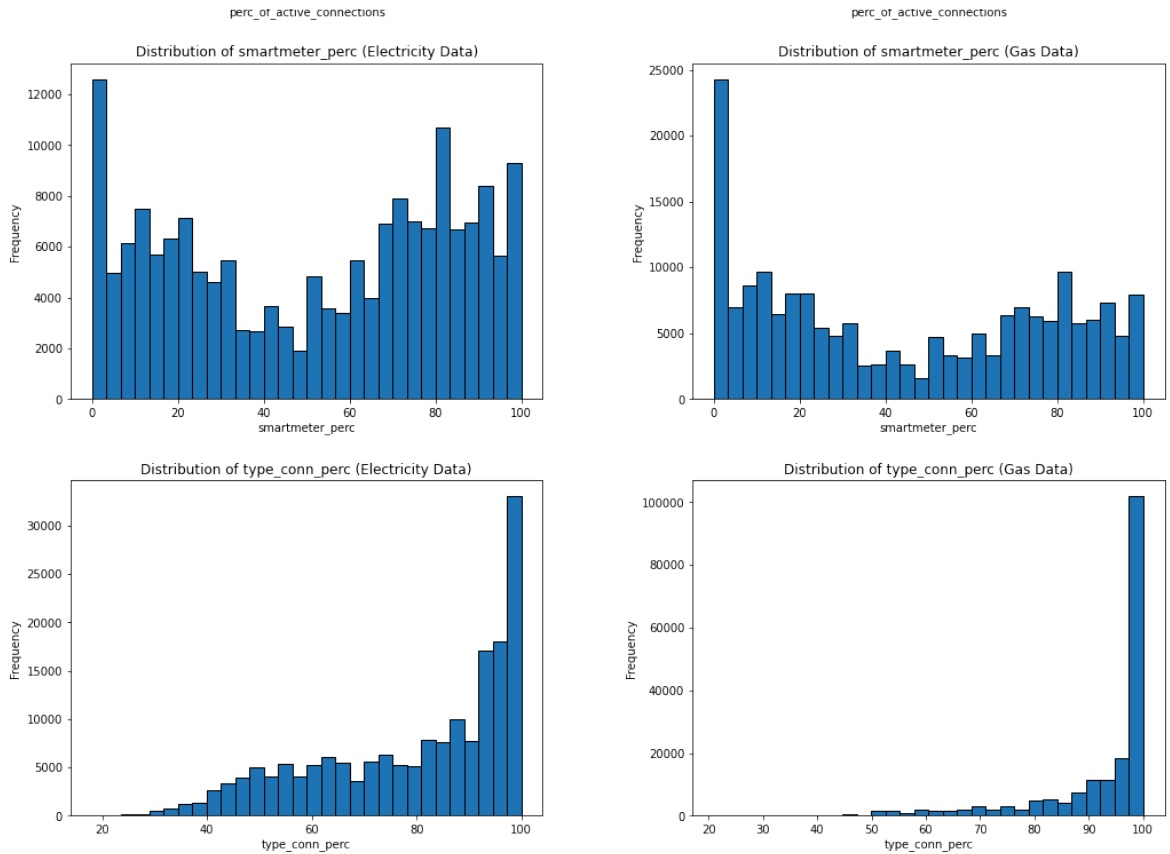 perc_of_active_connections
perc_of_active_connections
Distribution of smartmeter_perc (Electricity Data)
12000
10000
8000
6000
4000
2000
0
Frequency
0 20 40 60 80 100
smartmeter_perc
Distribution of smartmeter_perc (Gas Data)
25000
20000
15000
10000
5000
0
Frequency
0 20 40 60 80 100
smartmeter_perc
Distribution of type_conn_perc (Electricity Data)
30000
25000
20000
15000
10000
5000
0
Frequency
20 40 60 80 100
type_conn_perc
Distribution of type_conn_perc (Gas Data)
100000
80000
60000
40000
20000
0
Frequency
20 30 40 50 60 70 80 90 100
type_conn_perc